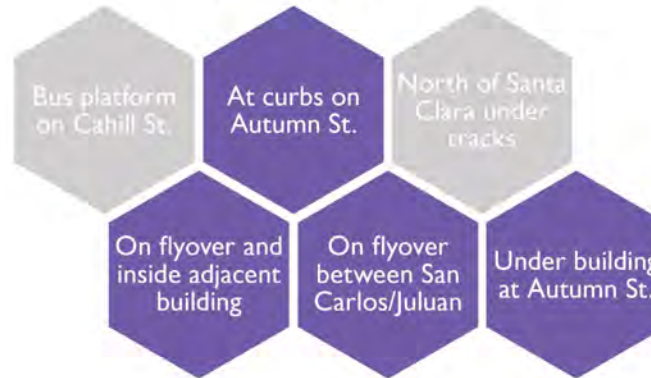 Bus platform
on Cahill St.
At curbs on
Autumn St.
North of Santa
Clara under
tracks
On flyover and
inside adjacent
building
On flyover
between San
Carlos/Juluan
Under building
at Autumn St.